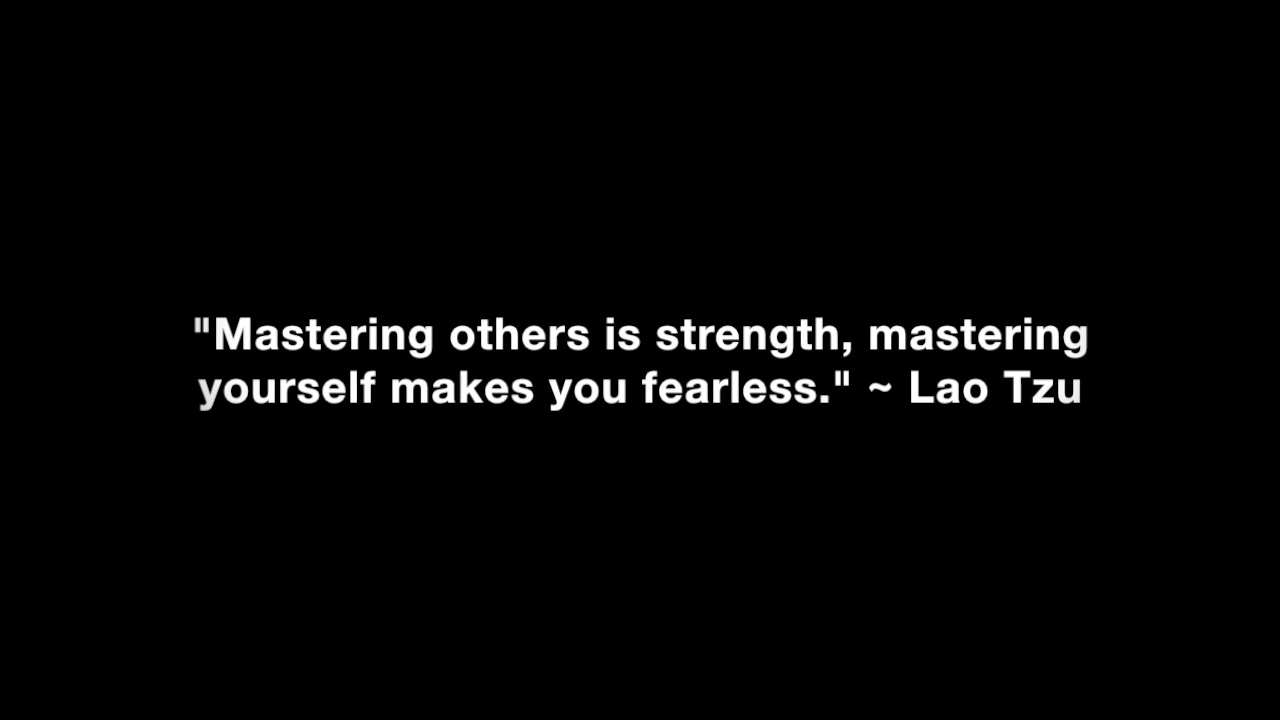 "Mastering others is strength, mastering
yourself makes you fearless." ~ Lao Tzu